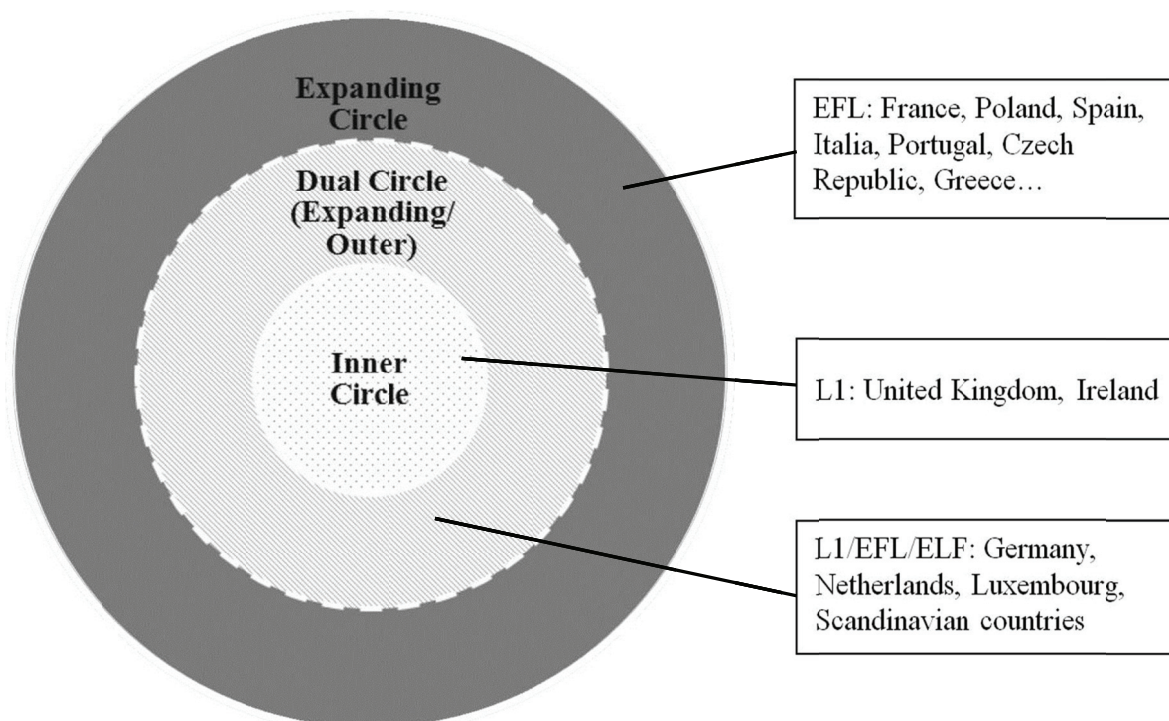 Expanding
Circle
Dual Circle
(Expanding/
Outer)
Inner
Circle
EFL: France, Poland, Spain,
Italia, Portugal, Czech
Republic, Greece…
L1: United Kingdom, Ireland
L1/EFL/ELF: Germany,
Netherlands, Luxembourg,
Scandinavian countries